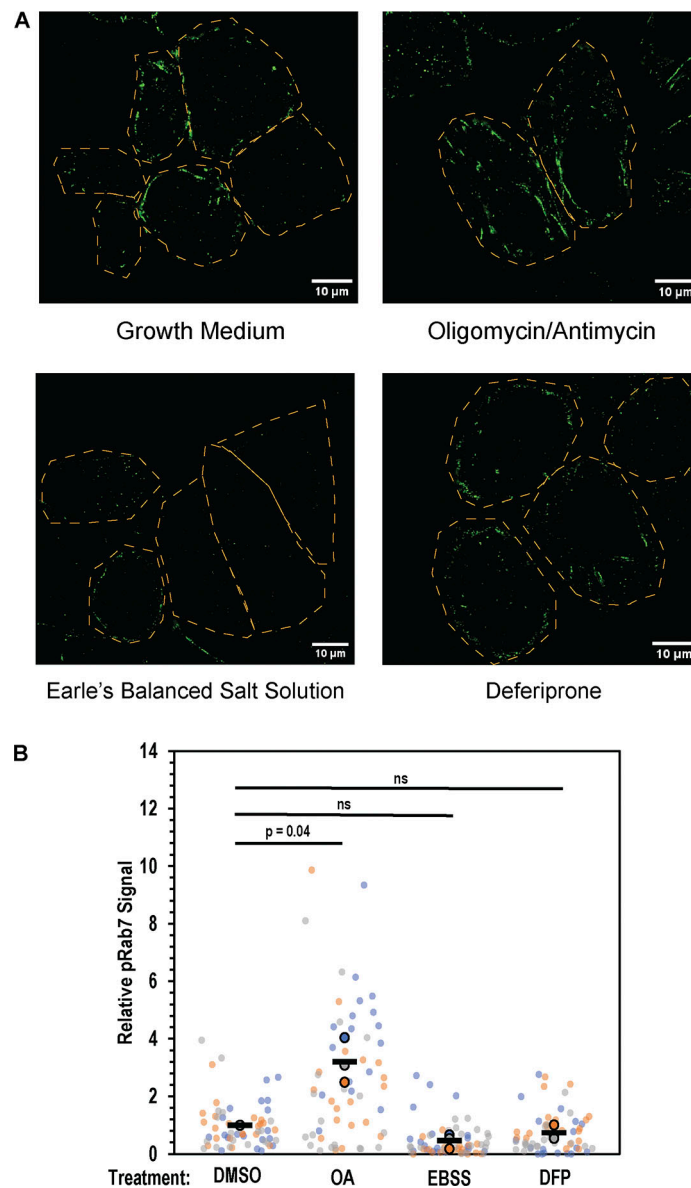 A
10 µm
10 µm
Growth Medium
Oligomycin/Antimycin
10 µm
10 µm
Earle's Balanced Salt Solution
Deferiprone
B
14
12
10
8
6
4
2
0
Relative pRab7 Signal
ns
ns
p = 0.04
Treatment: DMSO OA EBSS DFP